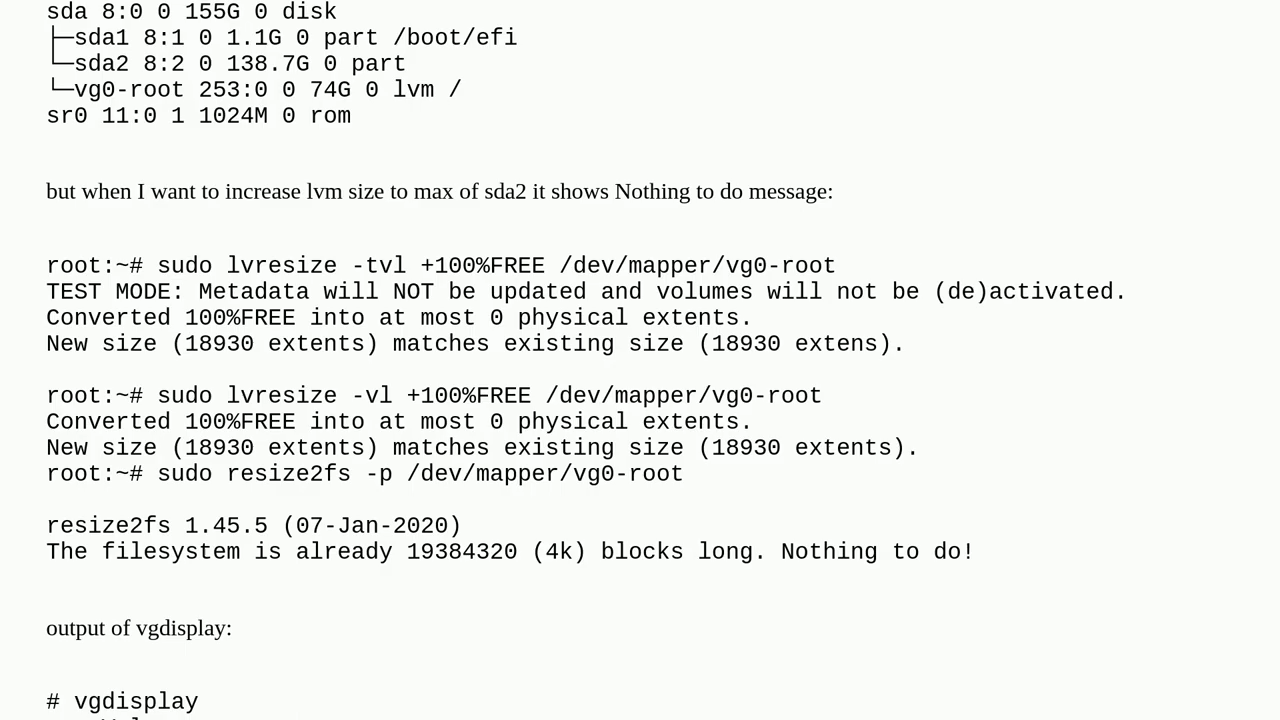 sda 8:0 0 155G 0 disk
├─sda1 8:1 0 1.1G 0 part /boot/efi
└─sda2 8:2 0 138.7G 0 part
└─vg0-root 253:0 0 74G 0 lvm /
sr0 11:0 1 1024M 0 rom
but when I want to increase lvm size to max of sda2 it shows Nothing to do message:
root:~# sudo lvresize -tvl +100%FREE /dev/mapper/vg0-root
TEST MODE: Metadata will NOT be updated and volumes will not be (de)activated.
Converted 100%FREE into at most 0 physical extents.
New size (18930 extents) matches existing size (18930 extens).
root:~# sudo lvresize -vl +100%FREE /dev/mapper/vg0-root
Converted 100%FREE into at most 0 physical extents.
New size (18930 extents) matches existing size (18930 extents).
root:~# sudo resize2fs -p /dev/mapper/vg0-root
resize2fs 1.45.5 (07-Jan-2020)
The filesystem is already 19384320 (4k) blocks long. Nothing to do!
output of vgdisplay:
# vgdisplay